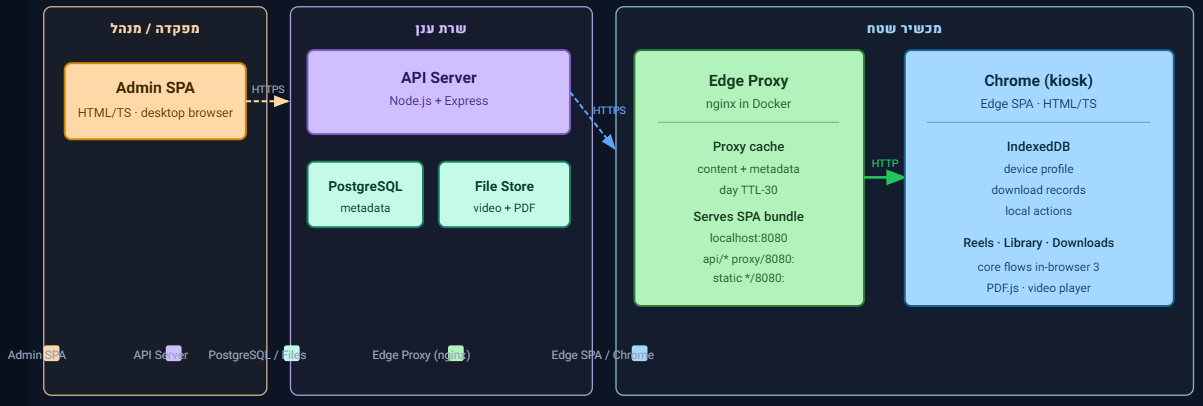 מפקדה / מנהל
Admin SPA
HTML/TS · desktop browser
HTTPS
שרת ענן
API Server
Node.js + Express
PostgreSQL
metadata
File Store
video + PDF
HTTPS
מכשיר שטח
Edge Proxy
nginx in Docker
Proxy cache
content + metadata
day TTL-30
Serves SPA bundle
localhost:8080
api/* proxy/8080:
static */8080:
HTTP
Chrome (kiosk)
Edge SPA · HTML/TS
IndexedDB
device profile
download records
local actions
Reels · Library · Downloads
core flows in-browser 3
PDF.js · video player
Admin SPA
API Server
PostgreSQL / Files
Edge Proxy (nginx)
Edge SPA / Chrome